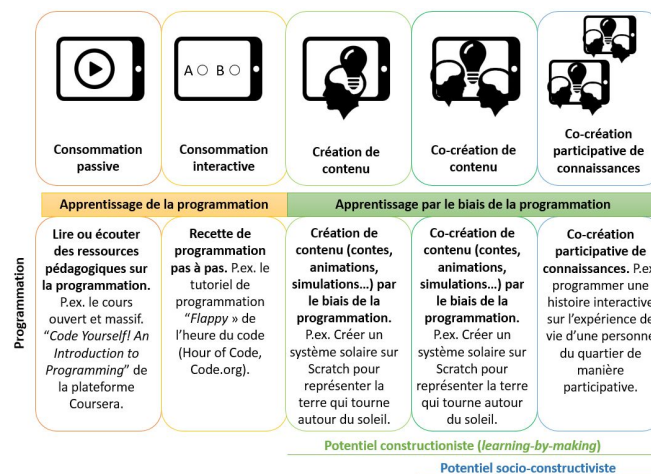 A B
Consommation
passive
Consommation
interactive
Création de
contenu
Co-création de
contenu
Co-création
participative de
connaissances
Apprentissage de la programmation
Apprentissage par le biais de la programmation
Programmation
Lire ou écouter
des ressources
pédagogiques sur
la programmation.
P.ex. le cours
ouvert et massif.
“Code Yourself! An
Introduction to
Programming” de
la plateforme
Coursera.
Recette de
programmation
pas à pas. P.ex. le
tutoriel de
programmation
“Flappy » de
l’heure du code
(Hour of Code,
Code.org).
Création de
contenu (contes,
animations,
simulations…) par
le biais de la
programmation.
P.ex. Créer un
système solaire sur
Scratch pour
représenter la
terre qui tourne
autour du soleil.
Co-création de
contenu (contes,
animations,
simulations…) par
le biais de la
programmation.
P.ex. Créer un
système solaire sur
Scratch pour
représenter la terre
qui tourne autour
du soleil.
Co-création
participative de
connaissances. P.ex
programmer une
histoire interactive
sur l’expérience de
vie d’une personne
du quartier de
manière
participative.
Potentiel constructioniste (learning-by-making)
Potentiel socio-constructiviste